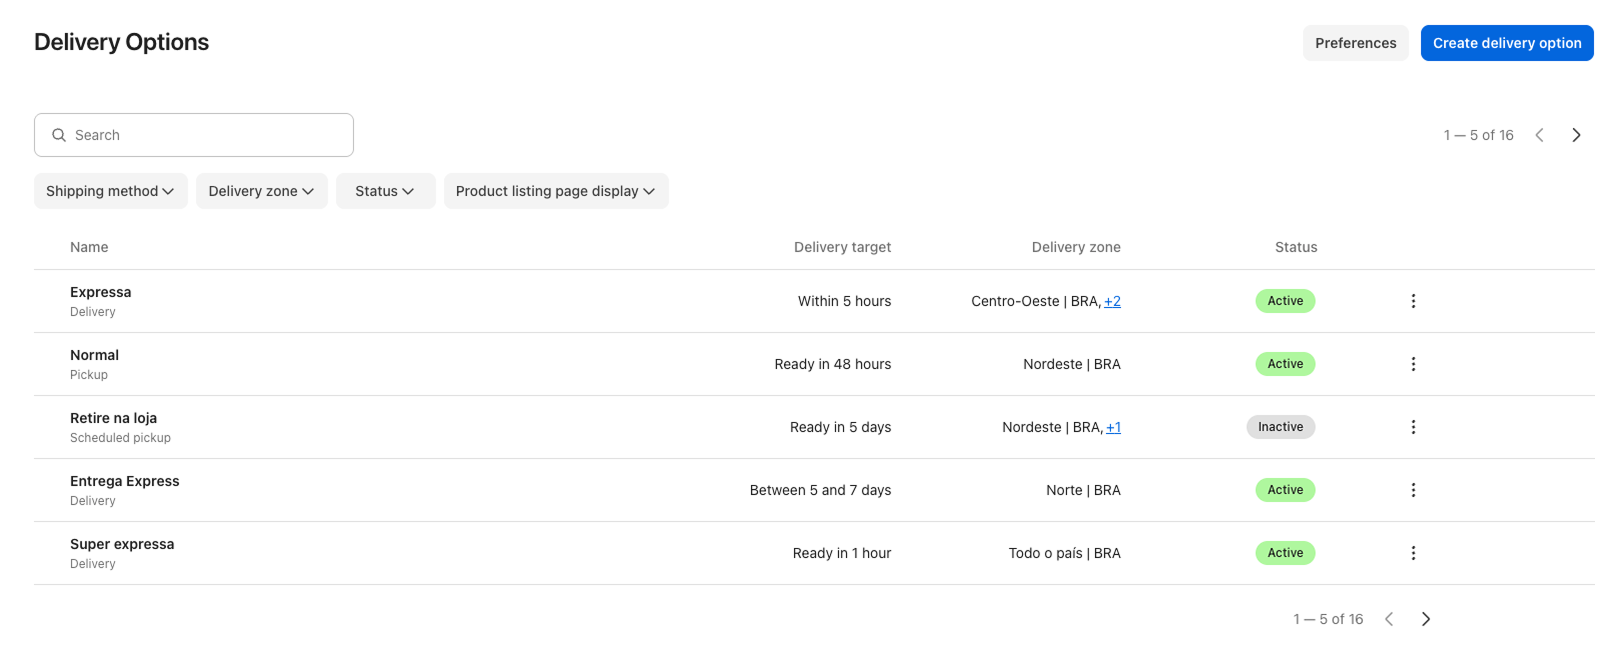 Delivery Options
Preferences
Create delivery option
Search
1 — 5 of 16
Shipping method
Delivery zone
Status
Product listing page display
Name Delivery target Delivery zone Status
Expressa
Delivery
Within 5 hours
Centro-Oeste | BRA, +2
Active
Normal
Pickup
Ready in 48 hours
Nordeste | BRA
Active
Retire na loja
Scheduled pickup
Ready in 5 days
Nordeste | BRA, +1
Inactive
Entrega Express
Delivery
Between 5 and 7 days
Norte | BRA
Active
Super expressa
Delivery
Ready in 1 hour
Todo o país | BRA
Active
1 — 5 of 16